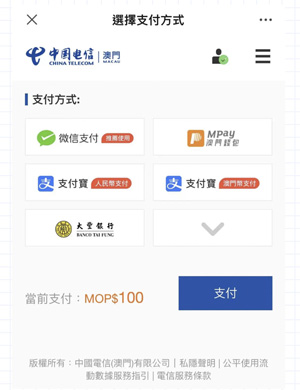 選擇支付方式
中国电信 澳門
CHINA TELECOM MACAU
支付方式:
微信支付 推薦使用
MPay
澳門錢包
支付寶 人民幣支付
支付寶 澳門幣支付
大豐銀行
BANCO TAI FUNG
當前支付：MOP$100
支付
版權所有：中國電信(澳門)有限公司 | 私隱聲明 | 公平使用流
動數據服務指引 | 電信服務條款